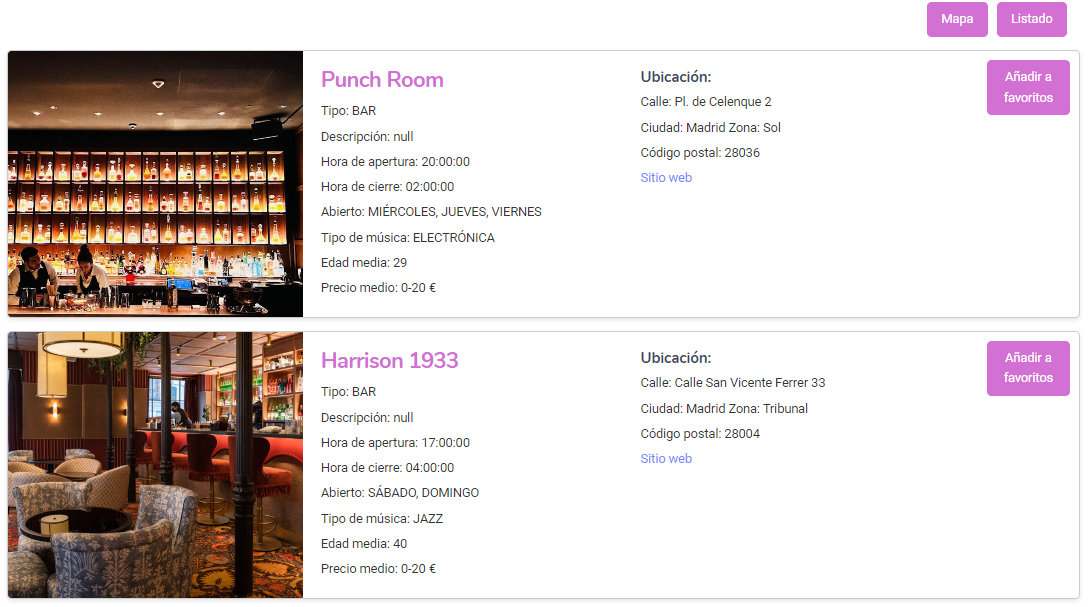 Mapa
Listado
Punch Room
Tipo: BAR
Descripción: null
Hora de apertura: 20:00:00
Hora de cierre: 02:00:00
Abierto: MIÉRCOLES, JUEVES, VIERNES
Tipo de música: ELECTRÓNICA
Edad media: 29
Precio medio: 0-20 €
Ubicación:
Calle: Pl. de Celenque 2
Ciudad: Madrid Zona: Sol
Código postal: 28036
Sitio web
Añadir a
favoritos
Harrison 1933
Tipo: BAR
Descripción: null
Hora de apertura: 17:00:00
Hora de cierre: 04:00:00
Abierto: SÁBADO, DOMINGO
Tipo de música: JAZZ
Edad media: 40
Precio medio: 0-20 €
Ubicación:
Calle: Calle San Vicente Ferrer 33
Ciudad: Madrid Zona: Tribunal
Código postal: 28004
Sitio web
Añadir a
favoritos